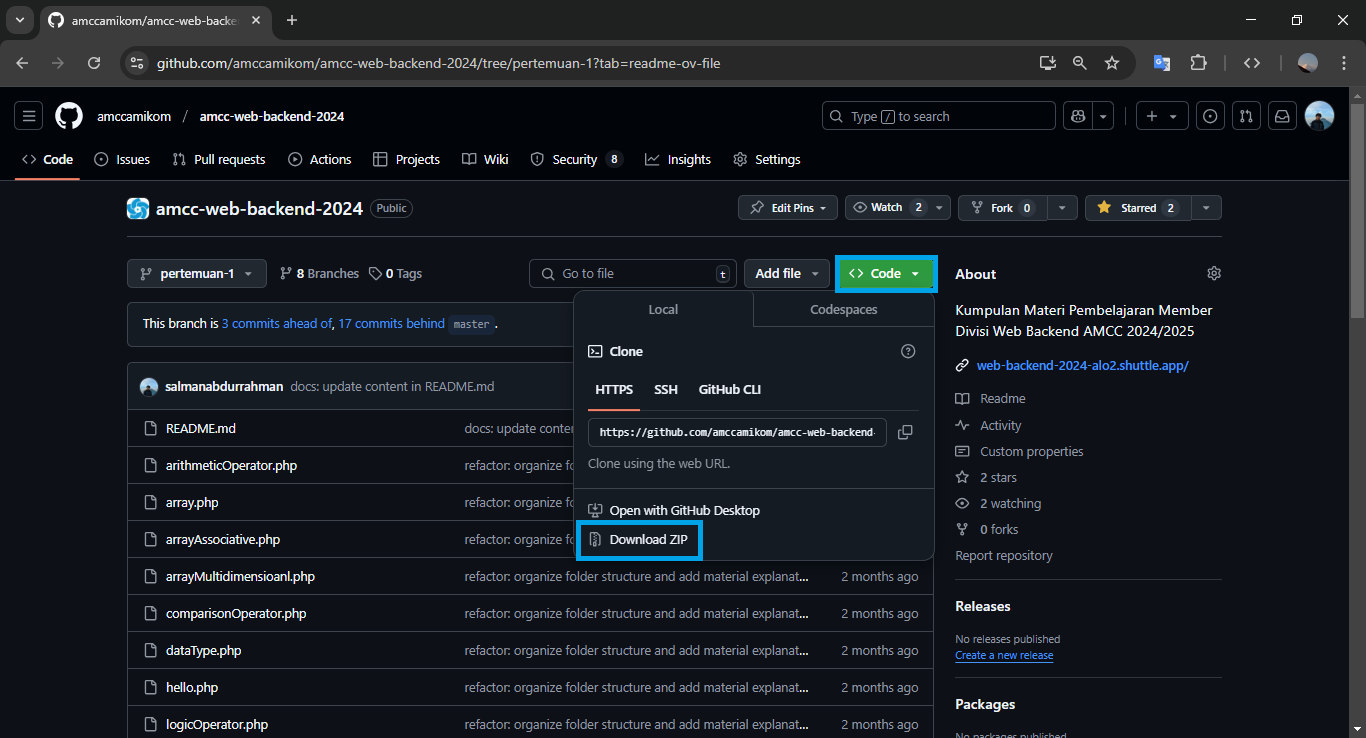 amccamikom/amcc-web-backe
github.com/amccamikom/amcc-web-backend-2024/tree/pertemuan-1?tab=readme-ov-file
amccamikom / amcc-web-backend-2024
Type / to search
Code
Issues
Pull requests
Actions
Projects
Wiki
Security 8
Insights
Settings
amcc-web-backend-2024 Public
Edit Pins
Watch 2
Fork 0
Starred 2
pertemuan-1
8 Branches
0 Tags
Go to file t
Add file
<> Code
This branch is 3 commits ahead of, 17 commits behind master .
Local
Codespaces
Clone
HTTPS SSH GitHub CLI
https://github.com/amccamikom/amcc-web-backend-
Clone using the web URL.
Open with GitHub Desktop
Download ZIP
salmanabdurrahman docs: update content in README.md
README.md docs: update conte
arithmeticOperator.php refactor: organize fo
array.php refactor: organize fo
arrayAssociative.php refactor: organize fo
arrayMultidimensioanl.php refactor: organize folder structure and add material explanat... 2 months ago
comparisonOperator.php refactor: organize folder structure and add material explanat... 2 months ago
dataType.php refactor: organize folder structure and add material explanat... 2 months ago
hello.php refactor: organize folder structure and add material explanat... 2 months ago
logicOperator.php refactor: organize folder structure and add material explanat... 2 months ago
About
Kumpulan Materi Pembelajaran Member
Divisi Web Backend AMCC 2024/2025
web-backend-2024-alo2.shuttle.app/
Readme
Activity
Custom properties
2 stars
2 watching
0 forks
Report repository
Releases
No releases published
Create a new release
Packages
No packages published